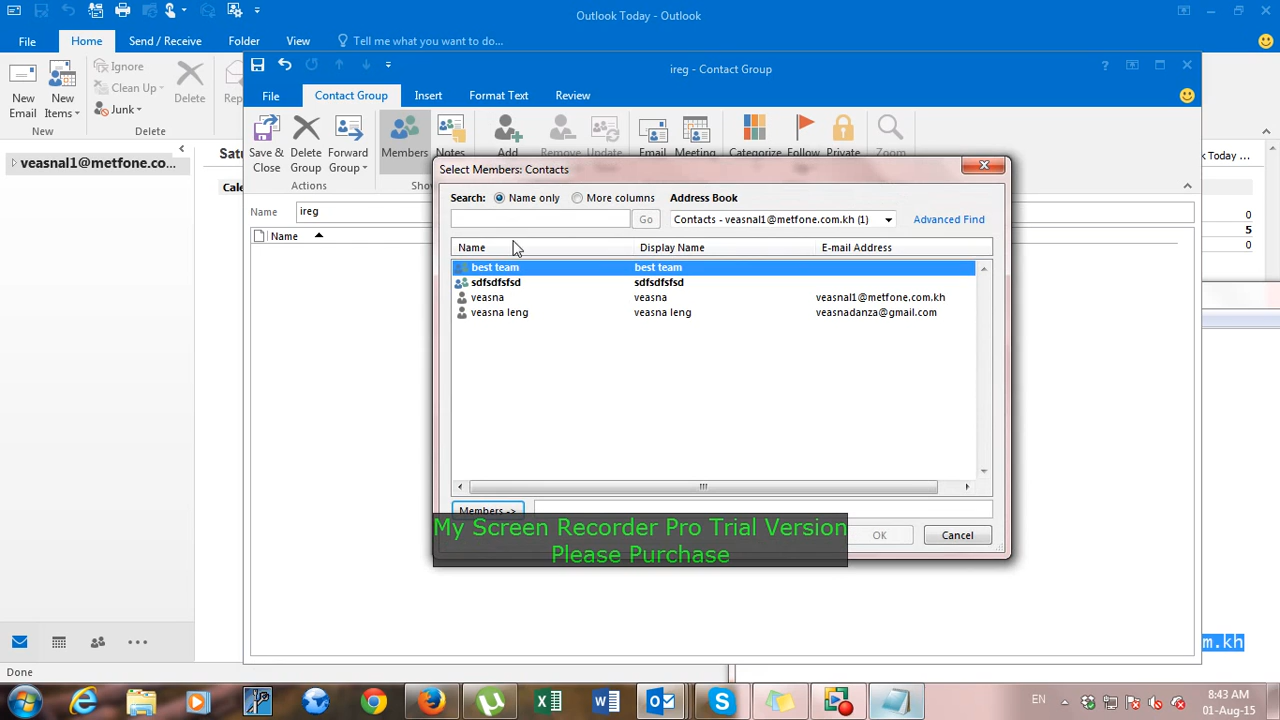 Outlook Today - Outlook
File
Home
Send / Receive
Folder
View
Tell me what you want to do...
New
Email
New
Items
New
Ignore
Clean Up
Junk
Delete
Delete
veasnal1@metfone.co...
ireg - Contact Group
File
Contact Group
Insert
Format Text
Review
Save &
Close
Delete
Group
Forward
Group
Actions
Members
Notes
Add
Remove
Update
Email
Meeting
Categorize
Follow
Private
Zoom
Name
ireg
Name
Select Members: Contacts
Search:
Name only
More columns
Address Book
Go
Contacts - veasnal1@metfone.com.kh (1)
Advanced Find
Name
Display Name
E-mail Address
best team
best team
sdfsdfsfsd
sdfsdfsfsd
veasna
veasna
veasnal1@metfone.com.kh
veasna leng
veasna leng
veasnadanza@gmail.com
Members ->
OK
Cancel
My Screen Recorder Pro Trial Version
Please Purchase
Today ...
0
5
0
m.kh
Done
EN
8:43 AM
01-Aug-15